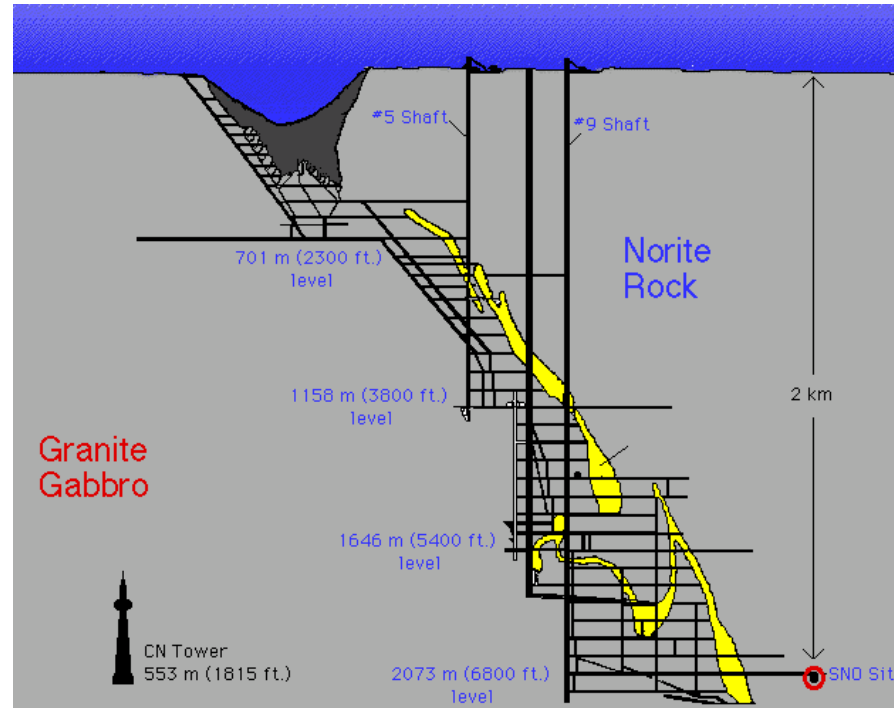 #5 Shaft
#9 Shaft
701 m (2300 ft.)
level
Norite
Rock
1158 m (3800 ft.)
level
2 km
Granite
Gabbro
1646 m (5400 ft.)
level
CN Tower
553 m (1815 ft.)
2073 m (6800 ft.)
level
SNO Sit